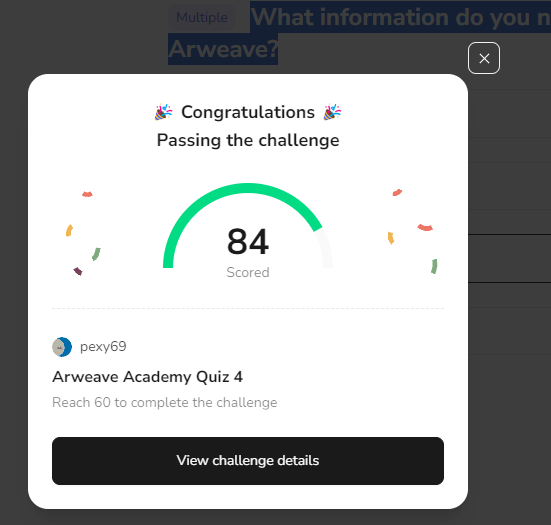 Multiple
What information do you n
Arweave?
🎉 Congratulations 🎉
Passing the challenge
84
Scored
pexy69
Arweave Academy Quiz 4
Reach 60 to complete the challenge
View challenge details